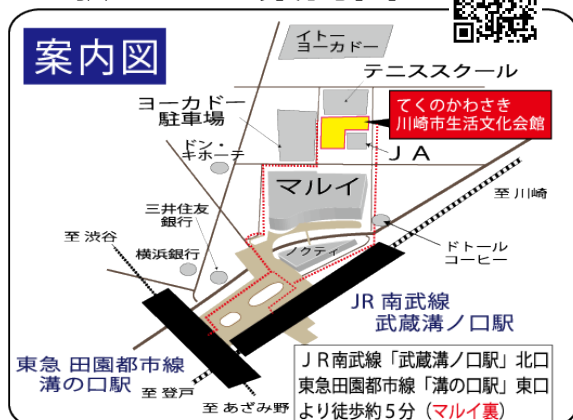 案内図
イトー
ヨーカドー
テニススクール
ヨーカドー
駐車場
てくのかわさき
川崎市生活文化会館
ドン・
キホーテ
ＪＡ
マルイ
至 川崎
三井住友
銀行
至 渋谷
横浜銀行
ノクティ
ドトール
コーヒー
JR 南武線
武蔵溝ノ口駅
東急 田園都市線
溝の口駅
至 登戸
至 あざみ野
ＪＲ南武線「武蔵溝ノ口駅」北口
東急田園都市線「溝の口駅」東口
より徒歩約５分（マルイ裏）